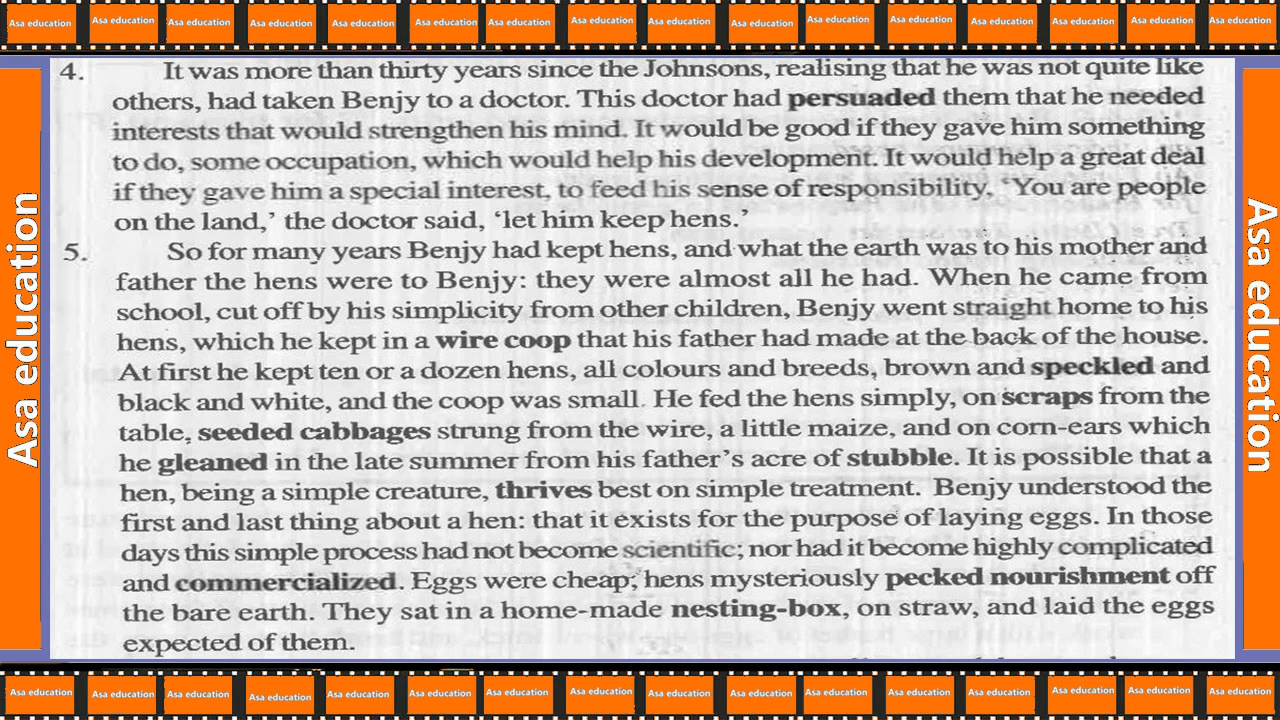 Asa education Asa education Asa education Asa education Asa education Asa education Asa education Asa education Asa education Asa education Asa education Asa education Asa education Asa education Asa education Asa education
4. It was more than thirty years since the Johnsons, realising that he was not quite like
others, had taken Benjy to a doctor. This doctor had persuaded them that he needed
interests that would strengthen his mind. It would be good if they gave him something
to do, some occupation, which would help his development. It would help a great deal
if they gave him a special interest, to feed his sense of responsibility. 'You are people
on the land,' the doctor said, 'let him keep hens.'
5. So for many years Benjy had kept hens, and what the earth was to his mother and
father the hens were to Benjy: they were almost all he had. When he came from
school, cut off by his simplicity from other children, Benjy went straight home to his
hens, which he kept in a wire coop that his father had made at the back of the house.
At first he kept ten or a dozen hens, all colours and breeds, brown and speckled and
black and white, and the coop was small. He fed the hens simply, on scraps from the
table, seeded cabbages strung from the wire, a little maize, and on corn-ears which
he gleaned in the late summer from his father's acre of stubble. It is possible that a
hen, being a simple creature, thrives best on simple treatment. Benjy understood the
first and last thing about a hen: that it exists for the purpose of laying eggs. In those
days this simple process had not become scientific; nor had it become highly complicated
and commercialized. Eggs were cheap; hens mysteriously pecked nourishment off
the bare earth. They sat in a home-made nesting-box, on straw, and laid the eggs
expected of them.
Asa education
Asa education
Asa education Asa education Asa education Asa education Asa education Asa education Asa education Asa education Asa education Asa education Asa education Asa education Asa education Asa education Asa education Asa education